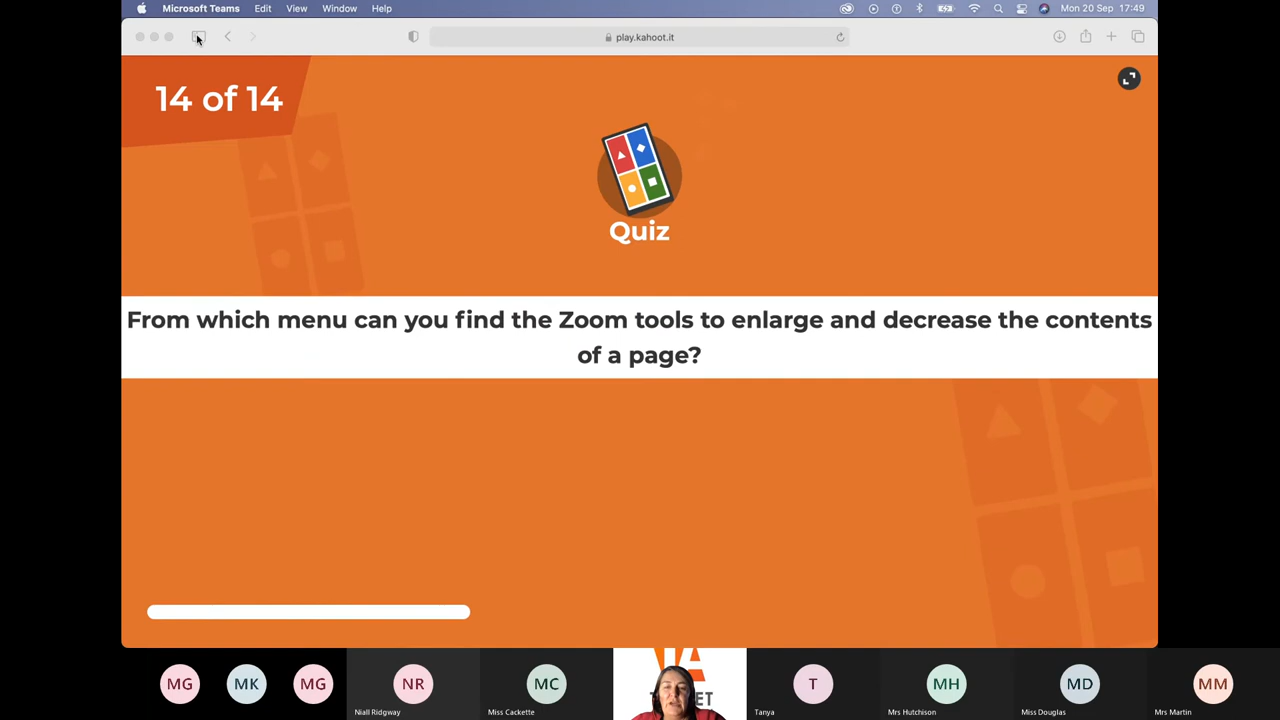 Microsoft Teams Edit View Window Help Mon 20 Sep 17:49
play.kahoot.it
14 of 14
Quiz
From which menu can you find the Zoom tools to enlarge and decrease the contents
of a page?
MG MK MG NR MC T MH MD MM
Niall Ridgway Miss Cackette Tanya Mrs Hutchison Miss Douglas Mrs Martin